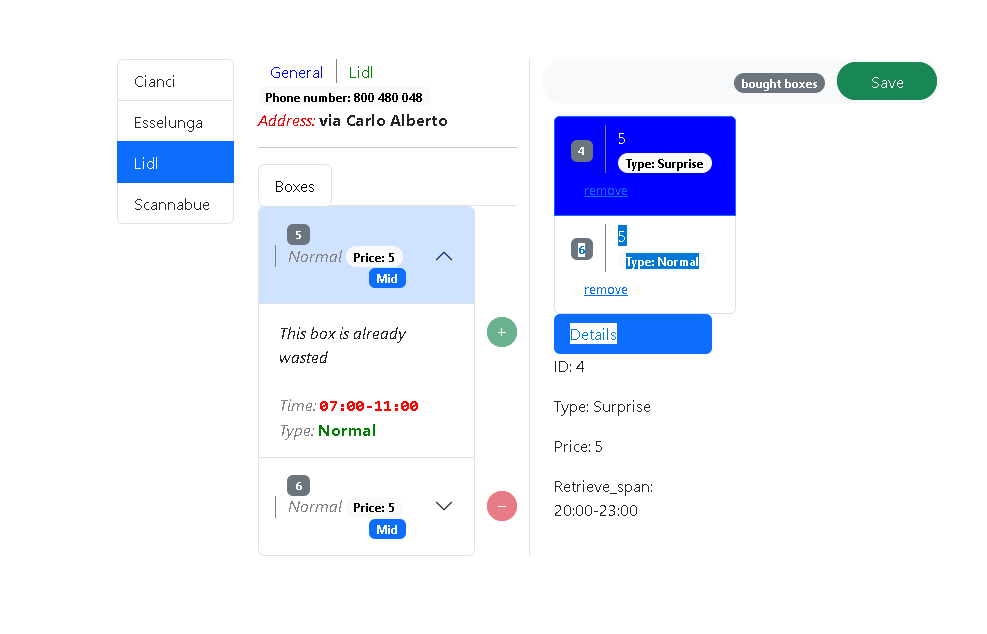 Cianci
Esselunga
Lidl
Scannabue
General
Lidl
Phone number: 800 480 048
Address: via Carlo Alberto
Boxes
5
Normal Price: 5
Mid
This box is already
wasted
Time: 07:00-11:00
Type: Normal
+
6
Normal Price: 5
Mid
−
bought boxes
Save
4
5
Type: Surprise
remove
6
5
Type: Normal
remove
Details
ID: 4
Type: Surprise
Price: 5
Retrieve_span:
20:00-23:00